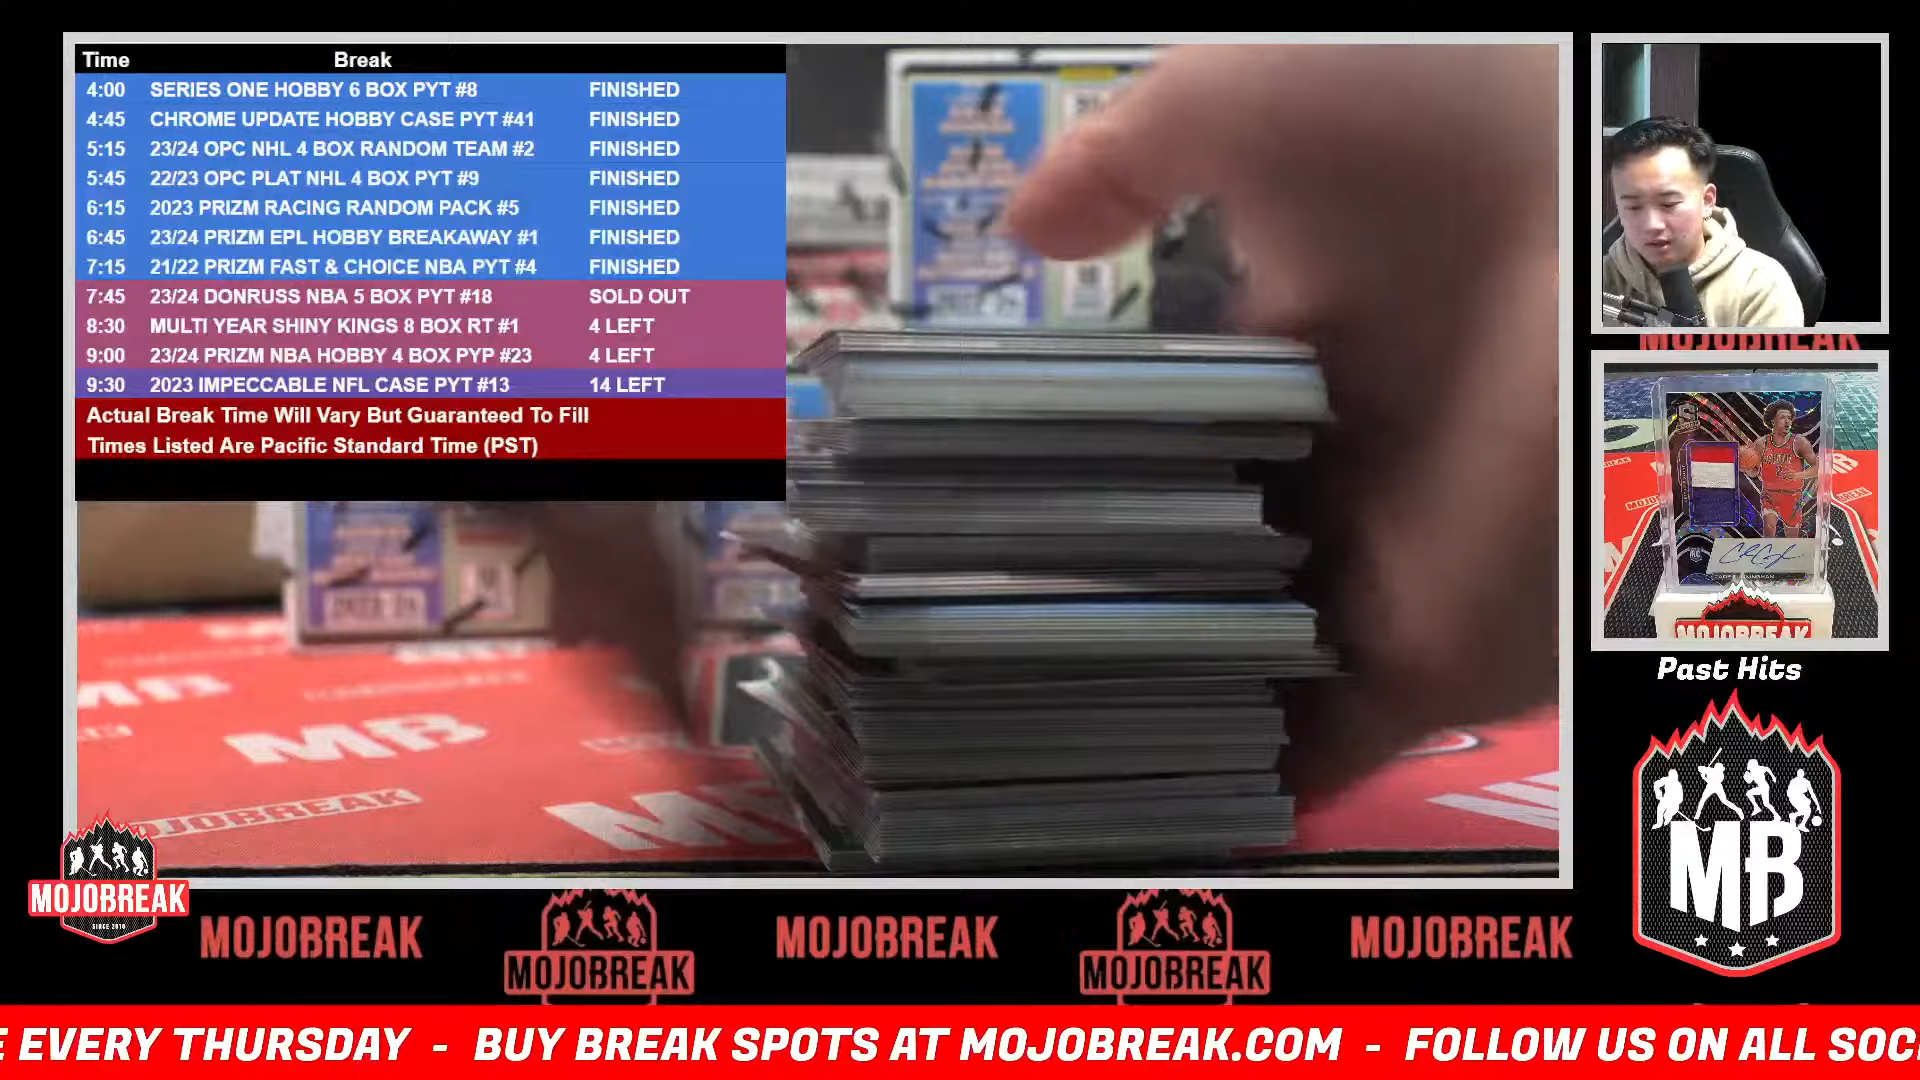 Time Break
4:00 SERIES ONE HOBBY 6 BOX PYT #8 FINISHED
4:45 CHROME UPDATE HOBBY CASE PYT #41 FINISHED
5:15 23/24 OPC NHL 4 BOX RANDOM TEAM #2 FINISHED
5:45 22/23 OPC PLAT NHL 4 BOX PYT #9 FINISHED
6:15 2023 PRIZM RACING RANDOM PACK #5 FINISHED
6:45 23/24 PRIZM EPL HOBBY BREAKAWAY #1 FINISHED
7:15 21/22 PRIZM FAST & CHOICE NBA PYT #4 FINISHED
7:45 23/24 DONRUSS NBA 5 BOX PYT #18 SOLD OUT
8:30 MULTI YEAR SHINY KINGS 8 BOX RT #1 4 LEFT
9:00 23/24 PRIZM NBA HOBBY 4 BOX PYP #23 4 LEFT
9:30 2023 IMPECCABLE NFL CASE PYT #13 14 LEFT
Actual Break Time Will Vary But Guaranteed To Fill
Times Listed Are Pacific Standard Time (PST)
MB
MOJOBREAK
MOJOBREAK
Past Hits
MB
MOJOBREAK
SINCE 2010
MOJOBREAK MOJOBREAK MOJOBREAK MOJOBREAK MOJOBREAK
E EVERY THURSDAY - BUY BREAK SPOTS AT MOJOBREAK.COM - FOLLOW US ON ALL SOCI